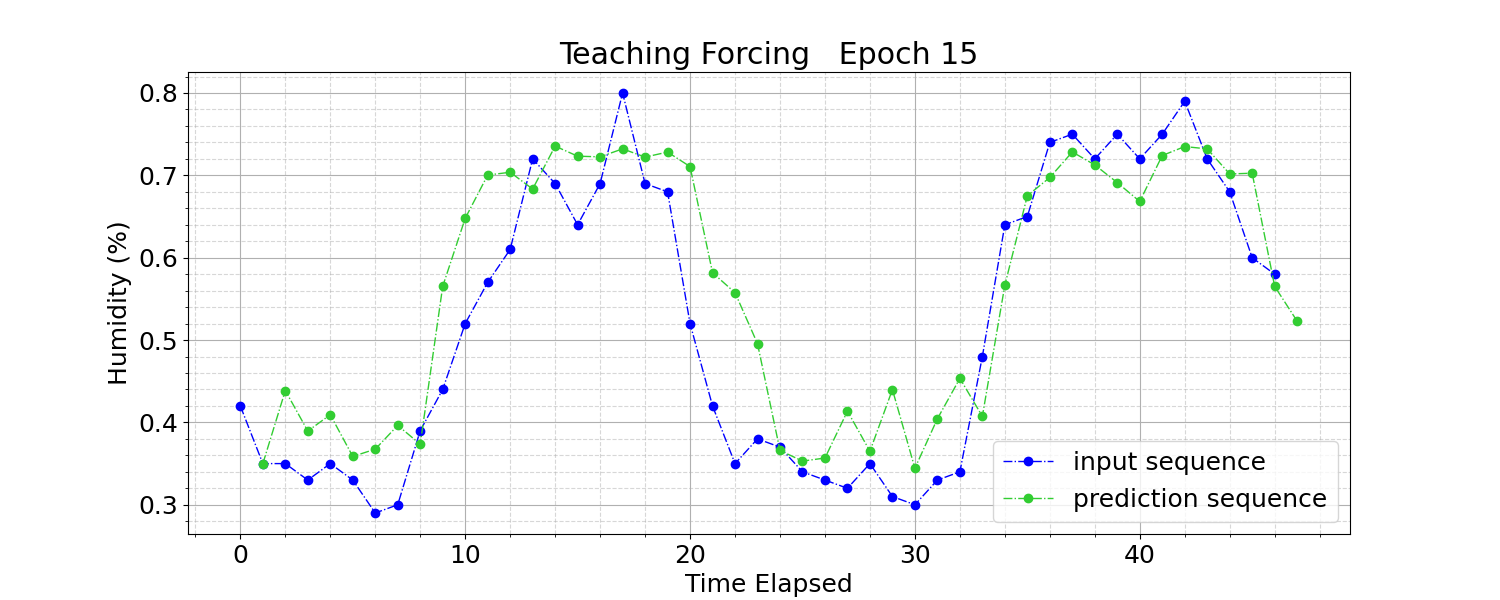 Teaching Forcing   Epoch 15
Humidity (%)
0.8
0.7
0.6
0.5
0.4
0.3
input sequence
prediction sequence
0 10 20 30 40
Time Elapsed